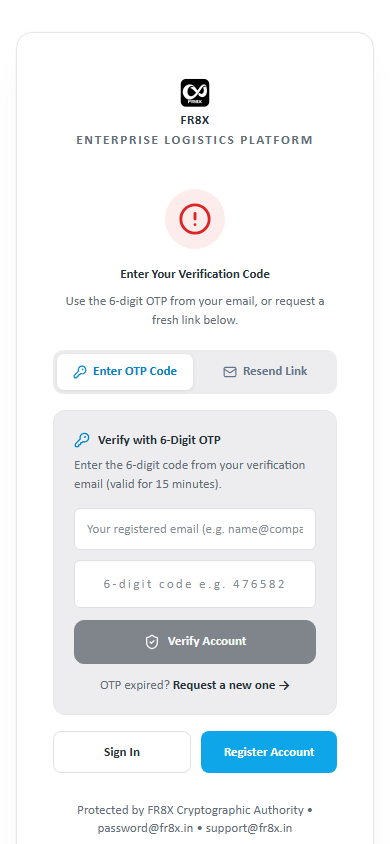 FR8X
FR8X
ENTERPRISE LOGISTICS PLATFORM
Enter Your Verification Code
Use the 6-digit OTP from your email, or request a
fresh link below.
Enter OTP Code
Resend Link
Verify with 6-Digit OTP
Enter the 6-digit code from your verification
email (valid for 15 minutes).
Your registered email (e.g. name@compa
6-digit code e.g. 476582
Verify Account
OTP expired? Request a new one →
Sign In
Register Account
Protected by FR8X Cryptographic Authority •
password@fr8x.in • support@fr8x.in